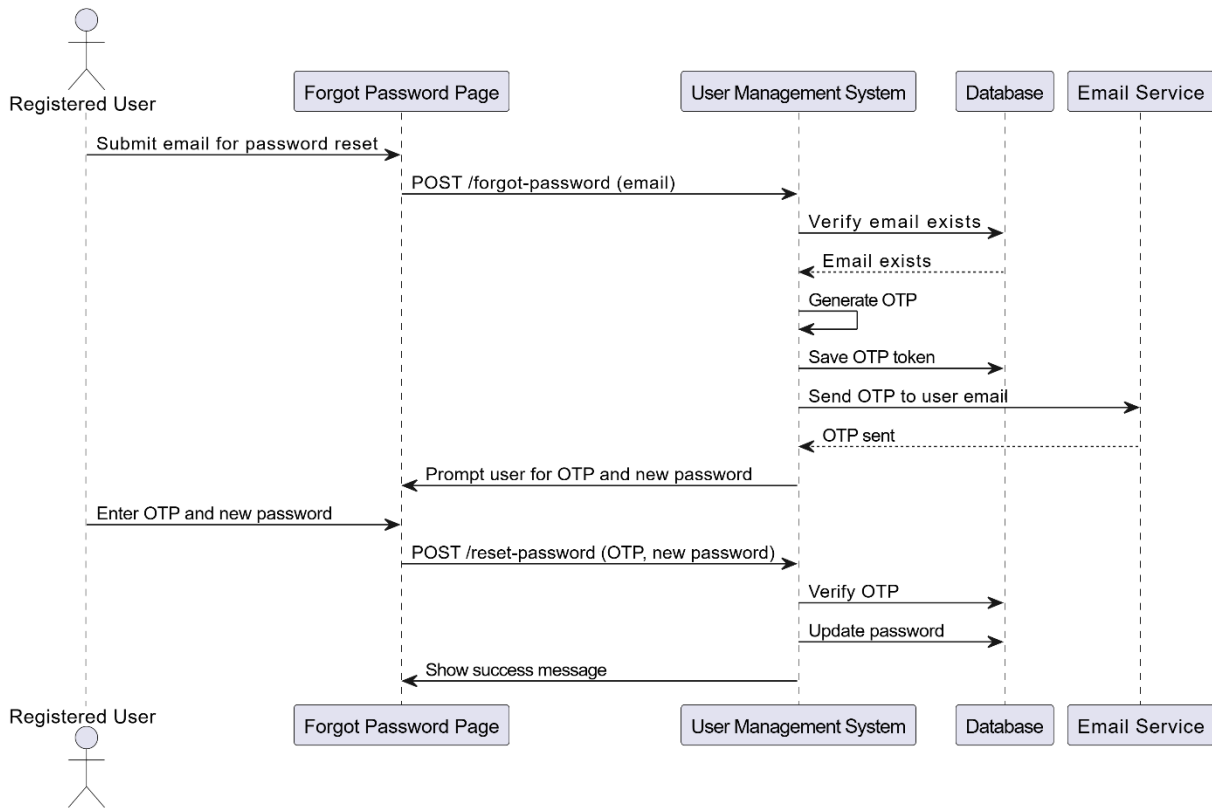 Registered User
Forgot Password Page
User Management System
Database
Email Service
Submit email for password reset
POST /forgot-password (email)
Verify email exists
Email exists
Generate OTP
Save OTP token
Send OTP to user email
OTP sent
Prompt user for OTP and new password
Enter OTP and new password
POST /reset-password (OTP, new password)
Verify OTP
Update password
Show success message
Registered User
Forgot Password Page
User Management System
Database
Email Service